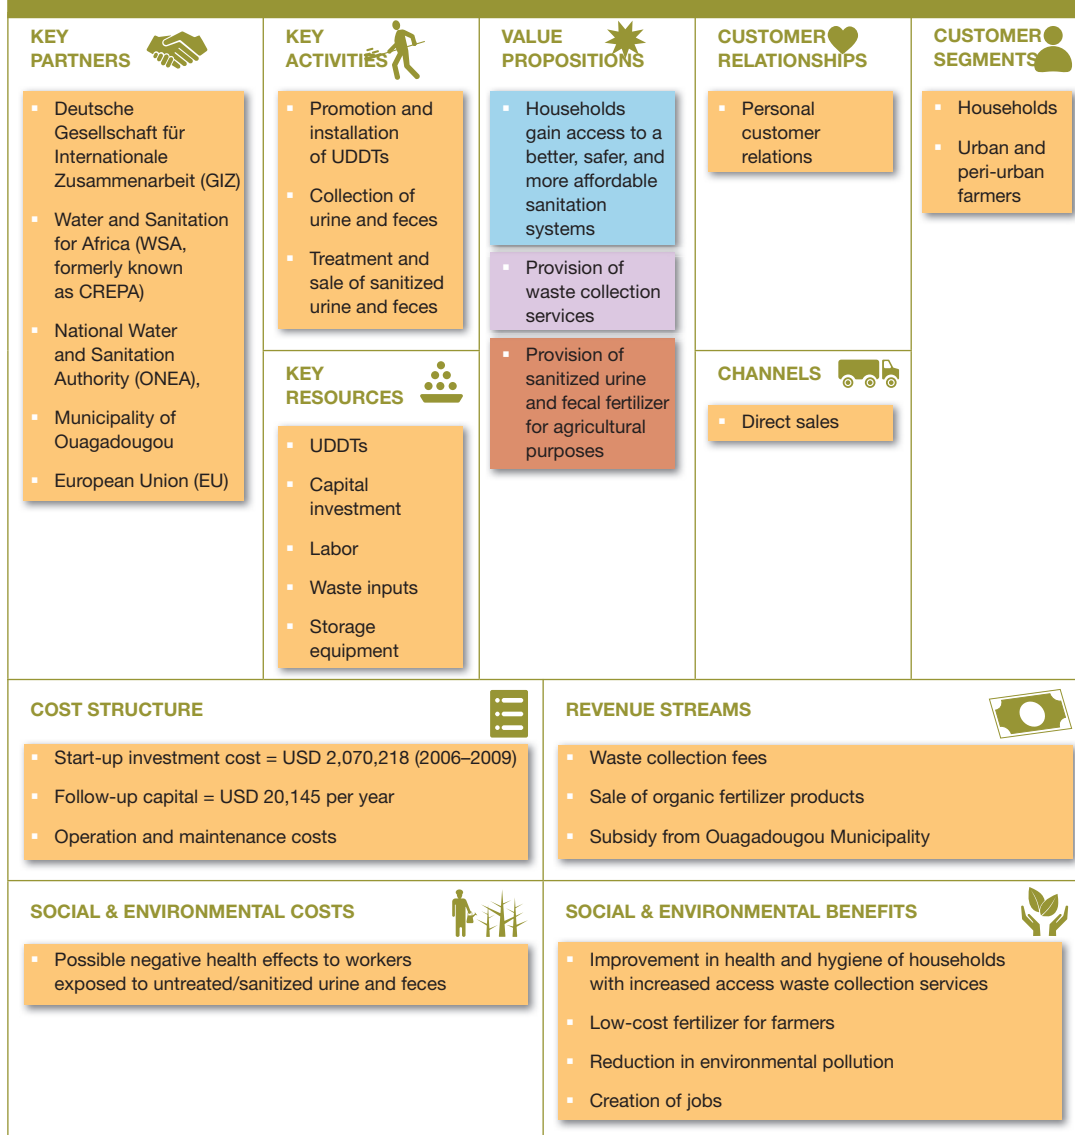 KEY
PARTNERS
Deutsche
Gesellschaft für
Internationale
Zusammenarbeit (GIZ)
Water and Sanitation
for Africa (WSA,
formerly known
as CREPA)
National Water
and Sanitation
Authority (ONEA),
Municipality of
Ouagadougou
European Union (EU)
KEY
ACTIVITIES
Promotion and
installation
of UDDTs
Collection of
urine and feces
Treatment and
sale of sanitized
urine and feces
KEY
RESOURCES
UDDTs
Capital
investment
Labor
Waste inputs
Storage
equipment
VALUE
PROPOSITIONS
Households
gain access to a
better, safer, and
more affordable
sanitation
systems
Provision of
waste collection
services
Provision of
sanitized urine
and fecal fertilizer
for agricultural
purposes
CUSTOMER
RELATIONSHIPS
Personal
customer
relations
CHANNELS
Direct sales
CUSTOMER
SEGMENTS
Households
Urban and
peri-urban
farmers
COST STRUCTURE
Start-up investment cost = USD 2,070,218 (2006–2009)
Follow-up capital = USD 20,145 per year
Operation and maintenance costs
REVENUE STREAMS
Waste collection fees
Sale of organic fertilizer products
Subsidy from Ouagadougou Municipality
SOCIAL & ENVIRONMENTAL COSTS
Possible negative health effects to workers
exposed to untreated/sanitized urine and feces
SOCIAL & ENVIRONMENTAL BENEFITS
Improvement in health and hygiene of households
with increased access waste collection services
Low-cost fertilizer for farmers
Reduction in environmental pollution
Creation of jobs